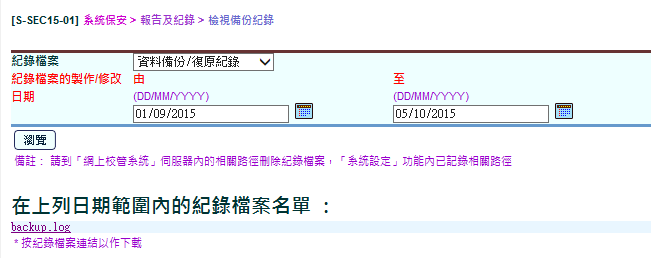 [S-SEC15-01] 系統保安 > 報告及紀錄 > 檢視備份紀錄
紀錄檔案 資料備份/復原紀錄
紀錄檔案的製作/修改日期 由 至
(DD/MM/YYYY) (DD/MM/YYYY)
01/09/2015 05/10/2015
瀏覽
備註： 請到「網上校管系統」伺服器內的相關路徑刪除紀錄檔案，「系統設定」功能內已記錄相關路徑
在上列日期範圍內的紀錄檔案名單 ：
backup.log
* 按紀錄檔案連結以作下載